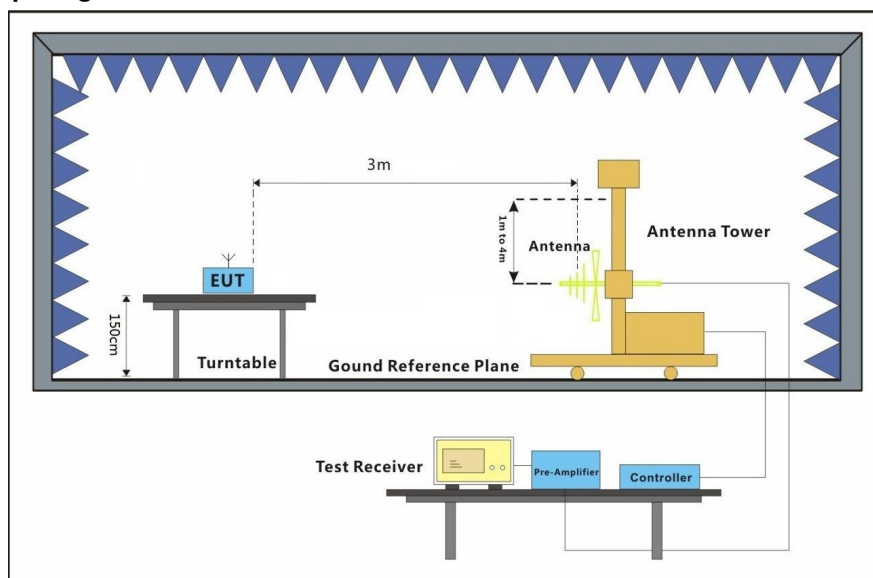 3m
1m to 4m
Antenna
Antenna Tower
EUT
150cm
Turntable
Gound Reference Plane
Test Receiver
Pre-Amplifier
Controller